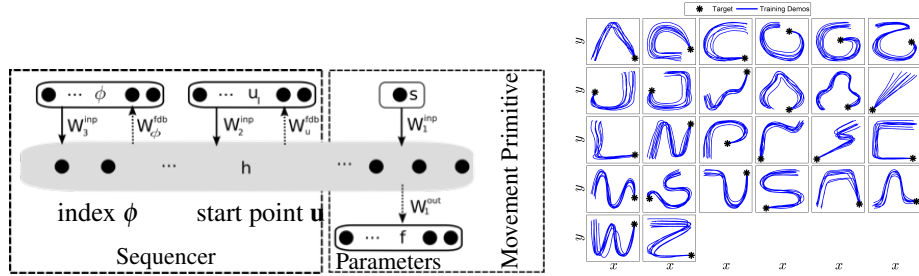 Target Training Demos
... φ
... u_l
s
W_3^inp
W_φ^fdb
W_2^inp
W_u^fdb
W_1^inp
... h ...
index φ
start point u
W_1^out
... f
Sequencer
Parameters
Movement Primitive
y
y
y
y
y
x x x x x x